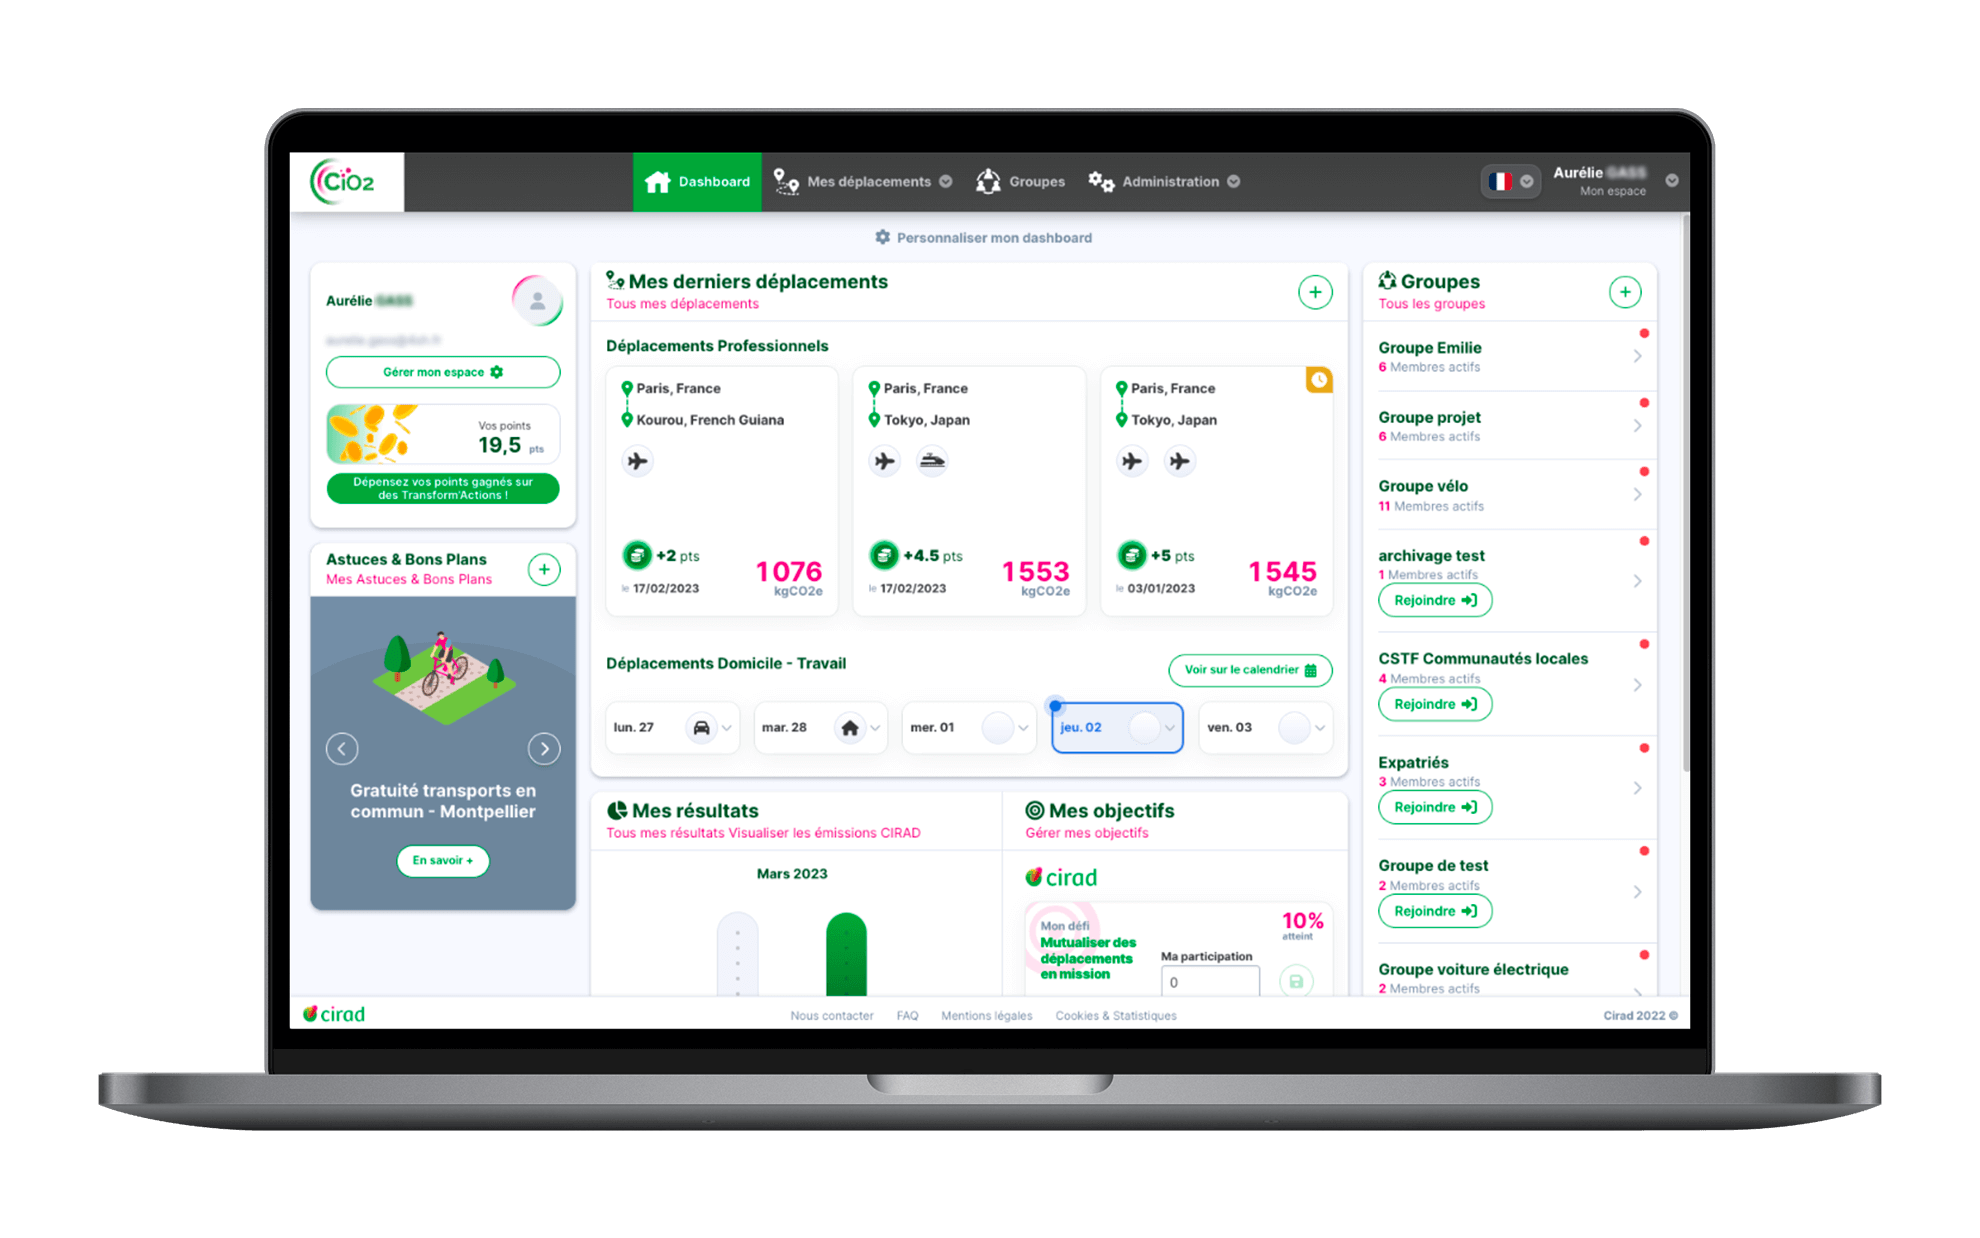 CiO2
Dashboard
Mes déplacements
Groupes
Administration
Aurélie
Mon espace
Personnaliser mon dashboard
Aurélie
Gérer mon espace
Vos points
19,5 pts
Dépensez vos points gagnés sur
des Transform'Actions !
Astuces & Bons Plans
Mes Astuces & Bons Plans
Gratuité transports en
commun - Montpellier
En savoir +
Mes derniers déplacements
Tous mes déplacements
Déplacements Professionnels
Paris, France
Kourou, French Guiana
+2 pts
le 17/02/2023
1076
kgCO2e
Paris, France
Tokyo, Japan
+4.5 pts
le 17/02/2023
1553
kgCO2e
Paris, France
Tokyo, Japan
+5 pts
le 03/01/2023
1545
kgCO2e
Déplacements Domicile - Travail
Voir sur le calendrier
lun. 27
mar. 28
mer. 01
jeu. 02
ven. 03
Mes résultats
Tous mes résultats Visualiser les émissions CIRAD
Mars 2023
Mes objectifs
Gérer mes objectifs
cirad
Mon défi
Mutualiser des
déplacements
en mission
Ma participation
0
10%
atteint
Groupes
Tous les groupes
Groupe Emilie
6 Membres actifs
Groupe projet
6 Membres actifs
Groupe vélo
11 Membres actifs
archivage test
1 Membres actifs
Rejoindre
CSTF Communautés locales
4 Membres actifs
Rejoindre
Expatriés
3 Membres actifs
Rejoindre
Groupe de test
2 Membres actifs
Rejoindre
Groupe voiture électrique
2 Membres actifs
cirad
Nous contacter
FAQ
Mentions légales
Cookies & Statistiques
Cirad 2022 ©